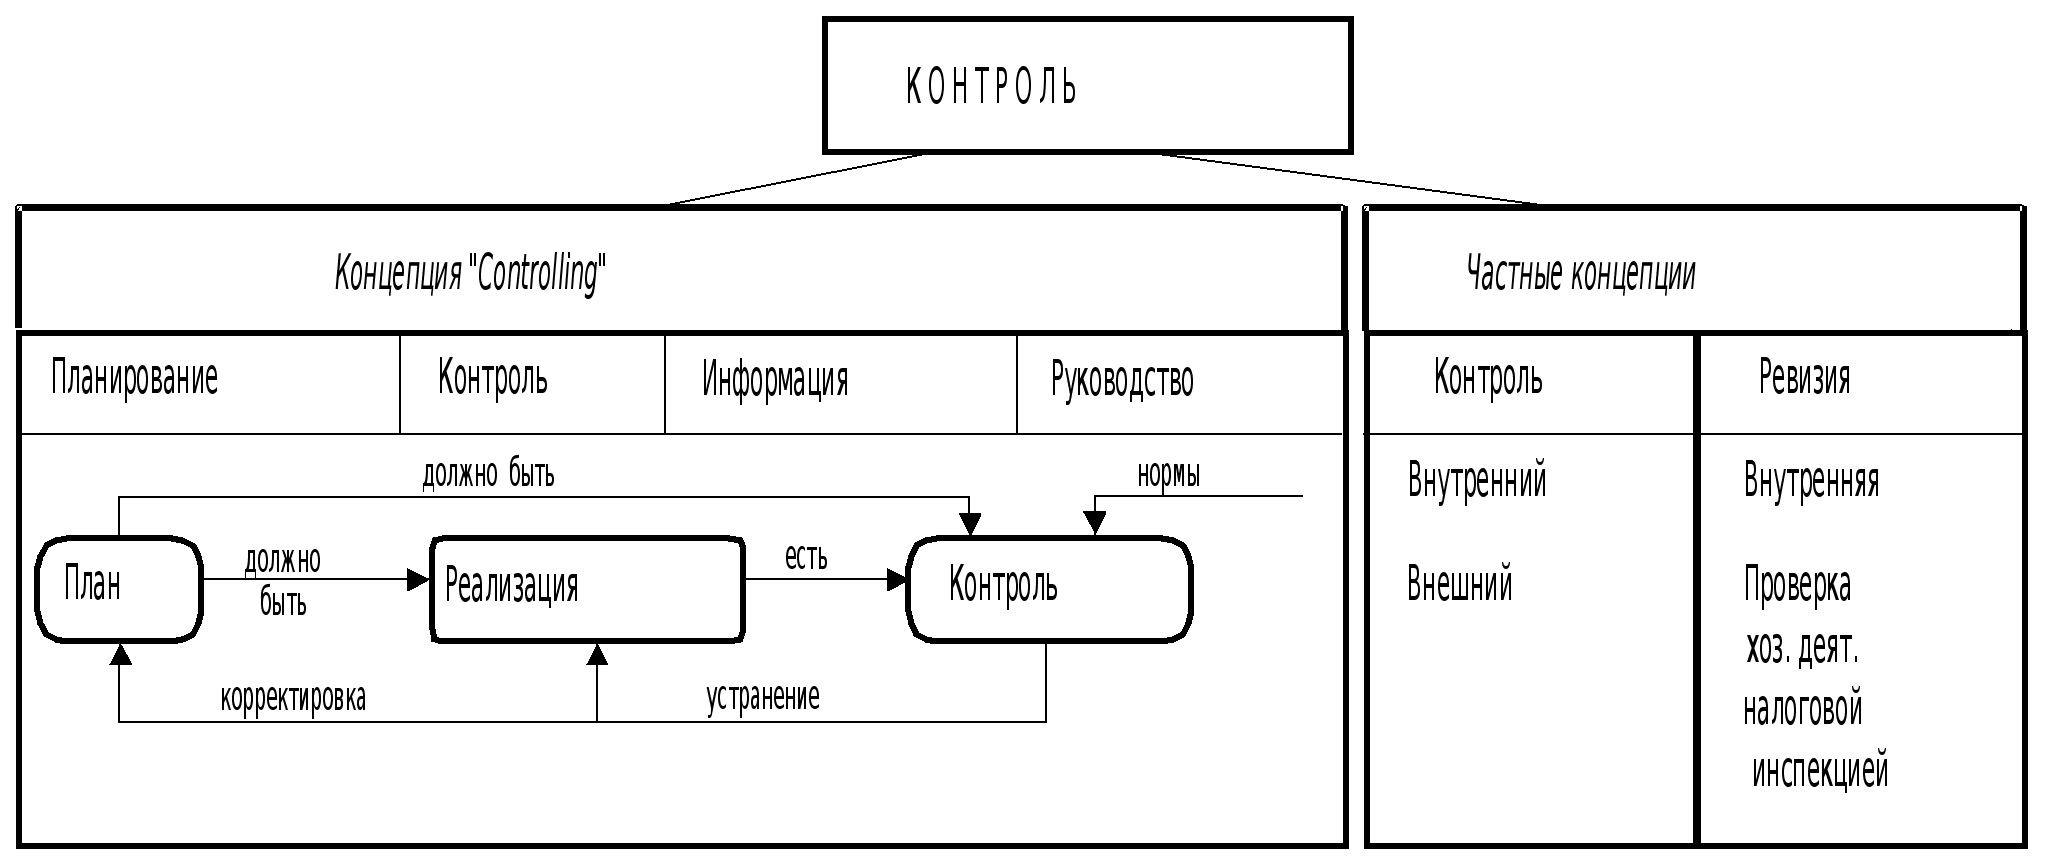 КОНТРОЛЬ
Концепция "Controlling"
Частные концепции
Планирование
Контроль
Информация
Руководство
Контроль
Ревизия
должно быть
нормы
План
должно
быть
Реализация
есть
Контроль
корректировка
устранение
Внутренний
Внешний
Внутренняя
Проверка
хоз. деят.
налоговой
инспекцией